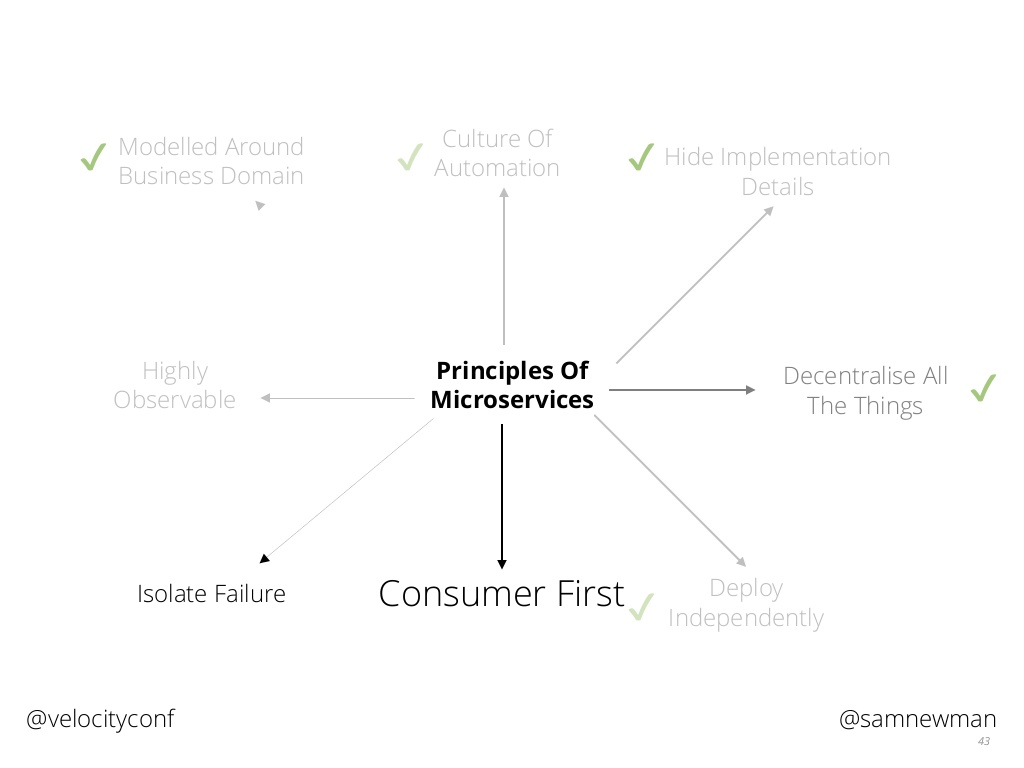 Modelled Around
Business Domain
Culture Of
Automation
Hide Implementation
Details
Highly
Observable
Principles Of
Microservices
Decentralise All
The Things
Isolate Failure
Consumer First
Deploy
Independently
@velocityconf
@samnewman
43